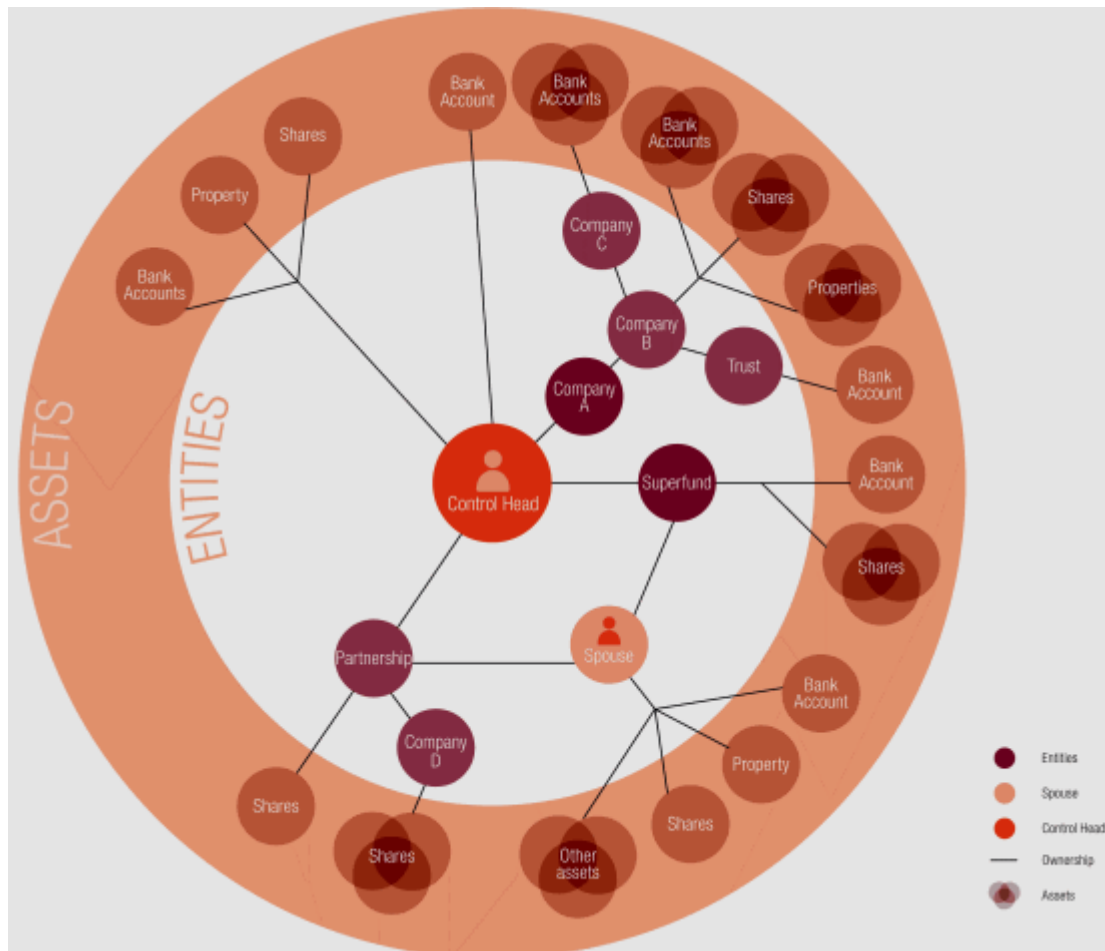 Bank
Account
Bank
Accounts
Bank
Accounts
Shares
Shares
Property
Properties
Bank
Accounts
Company
C
Company
B
Trust
Bank
Account
Company
A
ASSETS
ENTITIES
Control Head
Superfund
Bank
Account
Shares
Partnership
Spouse
Bank
Account
Company
D
Property
Shares
Shares
Shares
Other
assets
Entities
Spouse
Control Head
Ownership
Assets